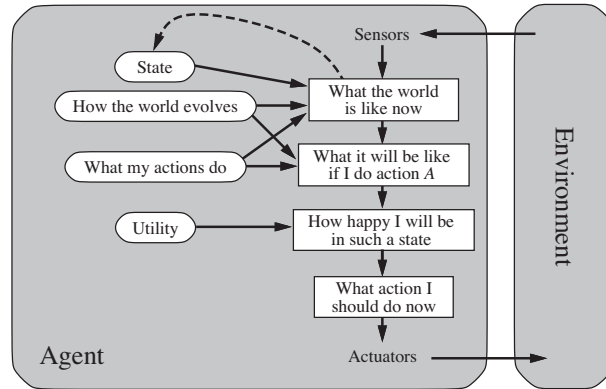 Sensors
State
What the world
is like now
How the world evolves
What it will be like
if I do action A
What my actions do
How happy I will be
in such a state
Utility
What action I
should do now
Agent
Actuators
Environment